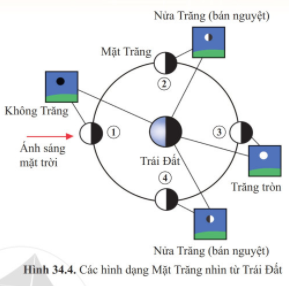 Nửa Trăng (bán nguyệt)
Mặt Trăng
②
Không Trăng
①
③
Ánh sáng
mặt trời
Trái Đất
Trăng tròn
④
Nửa Trăng (bán nguyệt)
Hình 34.4. Các hình dạng Mặt Trăng nhìn từ Trái Đất